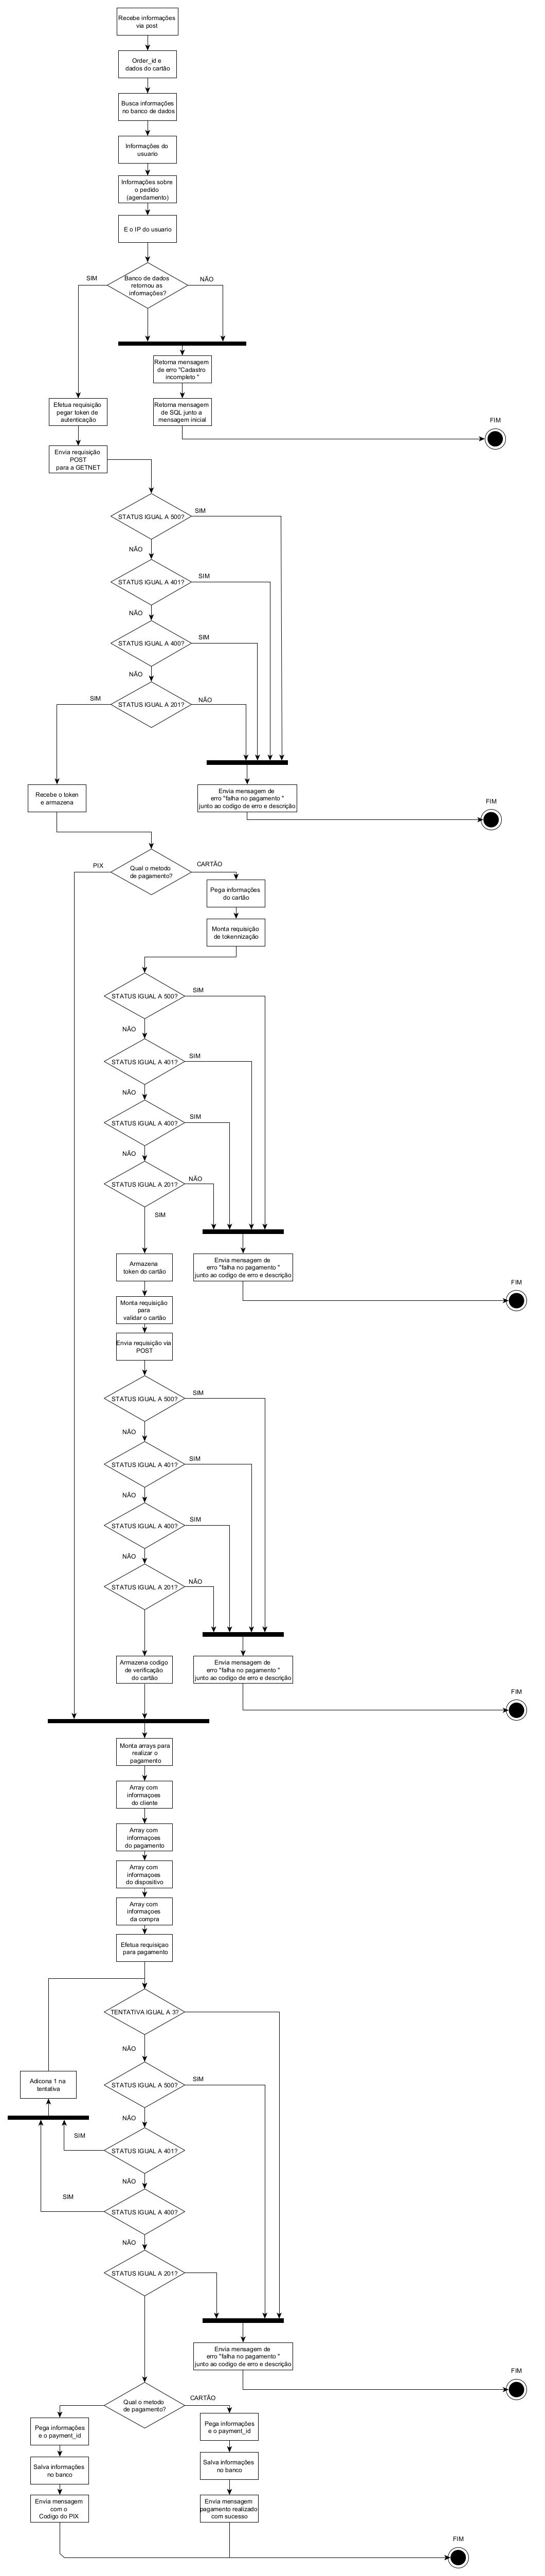 Recebe informações
via post
Order_id e
dados do cartão
Busca informações
no banco de dados
Informações do
usuario
Informações sobre
o pedido
(agendamento)
E o IP do usuario
SIM
Banco de dados
retornou as
informações?
NÃO
Retorna mensagem
de erro "Cadastro
incompleto "
Efetua requisição
pegar token de
autenticação
Retorna mensagem
de SQL junto a
mensagem inicial
FIM
Envia requisição
POST
para a GETNET
STATUS IGUAL A 500?
SIM
NÃO
STATUS IGUAL A 401?
SIM
NÃO
STATUS IGUAL A 400?
SIM
NÃO
SIM
STATUS IGUAL A 201?
NÃO
Recebe o token
e armazena
Envia mensagem de
erro "falha no pagamento "
junto ao codigo de erro e descrição
FIM
PIX
Qual o metodo
de pagamento?
CARTÃO
Pega informações
do cartão
Monta requisição
de tokennização
STATUS IGUAL A 500?
SIM
NÃO
STATUS IGUAL A 401?
SIM
NÃO
STATUS IGUAL A 400?
SIM
NÃO
STATUS IGUAL A 201?
NÃO
SIM
Armazena
token do cartão
Envia mensagem de
erro "falha no pagamento "
junto ao codigo de erro e descrição
FIM
Monta requisição
para
validar o cartão
Envia requisição via
POST
STATUS IGUAL A 500?
SIM
NÃO
STATUS IGUAL A 401?
SIM
NÃO
STATUS IGUAL A 400?
SIM
NÃO
STATUS IGUAL A 201?
NÃO
Armazena codigo
de verificação
do cartão
Envia mensagem de
erro "falha no pagamento "
junto ao codigo de erro e descrição
FIM
Monta arrays para
realizar o
pagamento
Array com
informaçoes
do cliente
Array com
informaçoes
do pagamento
Array com
informaçoes
do dispositivo
Array com
informaçoes
da compra
Efetua requisiçao
para pagamento
TENTATIVA IGUAL A 3?
NÃO
Adicona 1 na
tentativa
STATUS IGUAL A 500?
SIM
NÃO
SIM
STATUS IGUAL A 401?
NÃO
SIM
STATUS IGUAL A 400?
NÃO
STATUS IGUAL A 201?
Envia mensagem de
erro "falha no pagamento "
junto ao codigo de erro e descrição
FIM
PIX
Qual o metodo
de pagamento?
CARTÃO
Pega informações
e o payment_id
Salva informações
no banco
Envia mensagem
com o
Codigo do PIX
Pega informações
e o payment_id
Salva informações
no banco
Envia mensagem
pagamento realizado
com sucesso
FIM